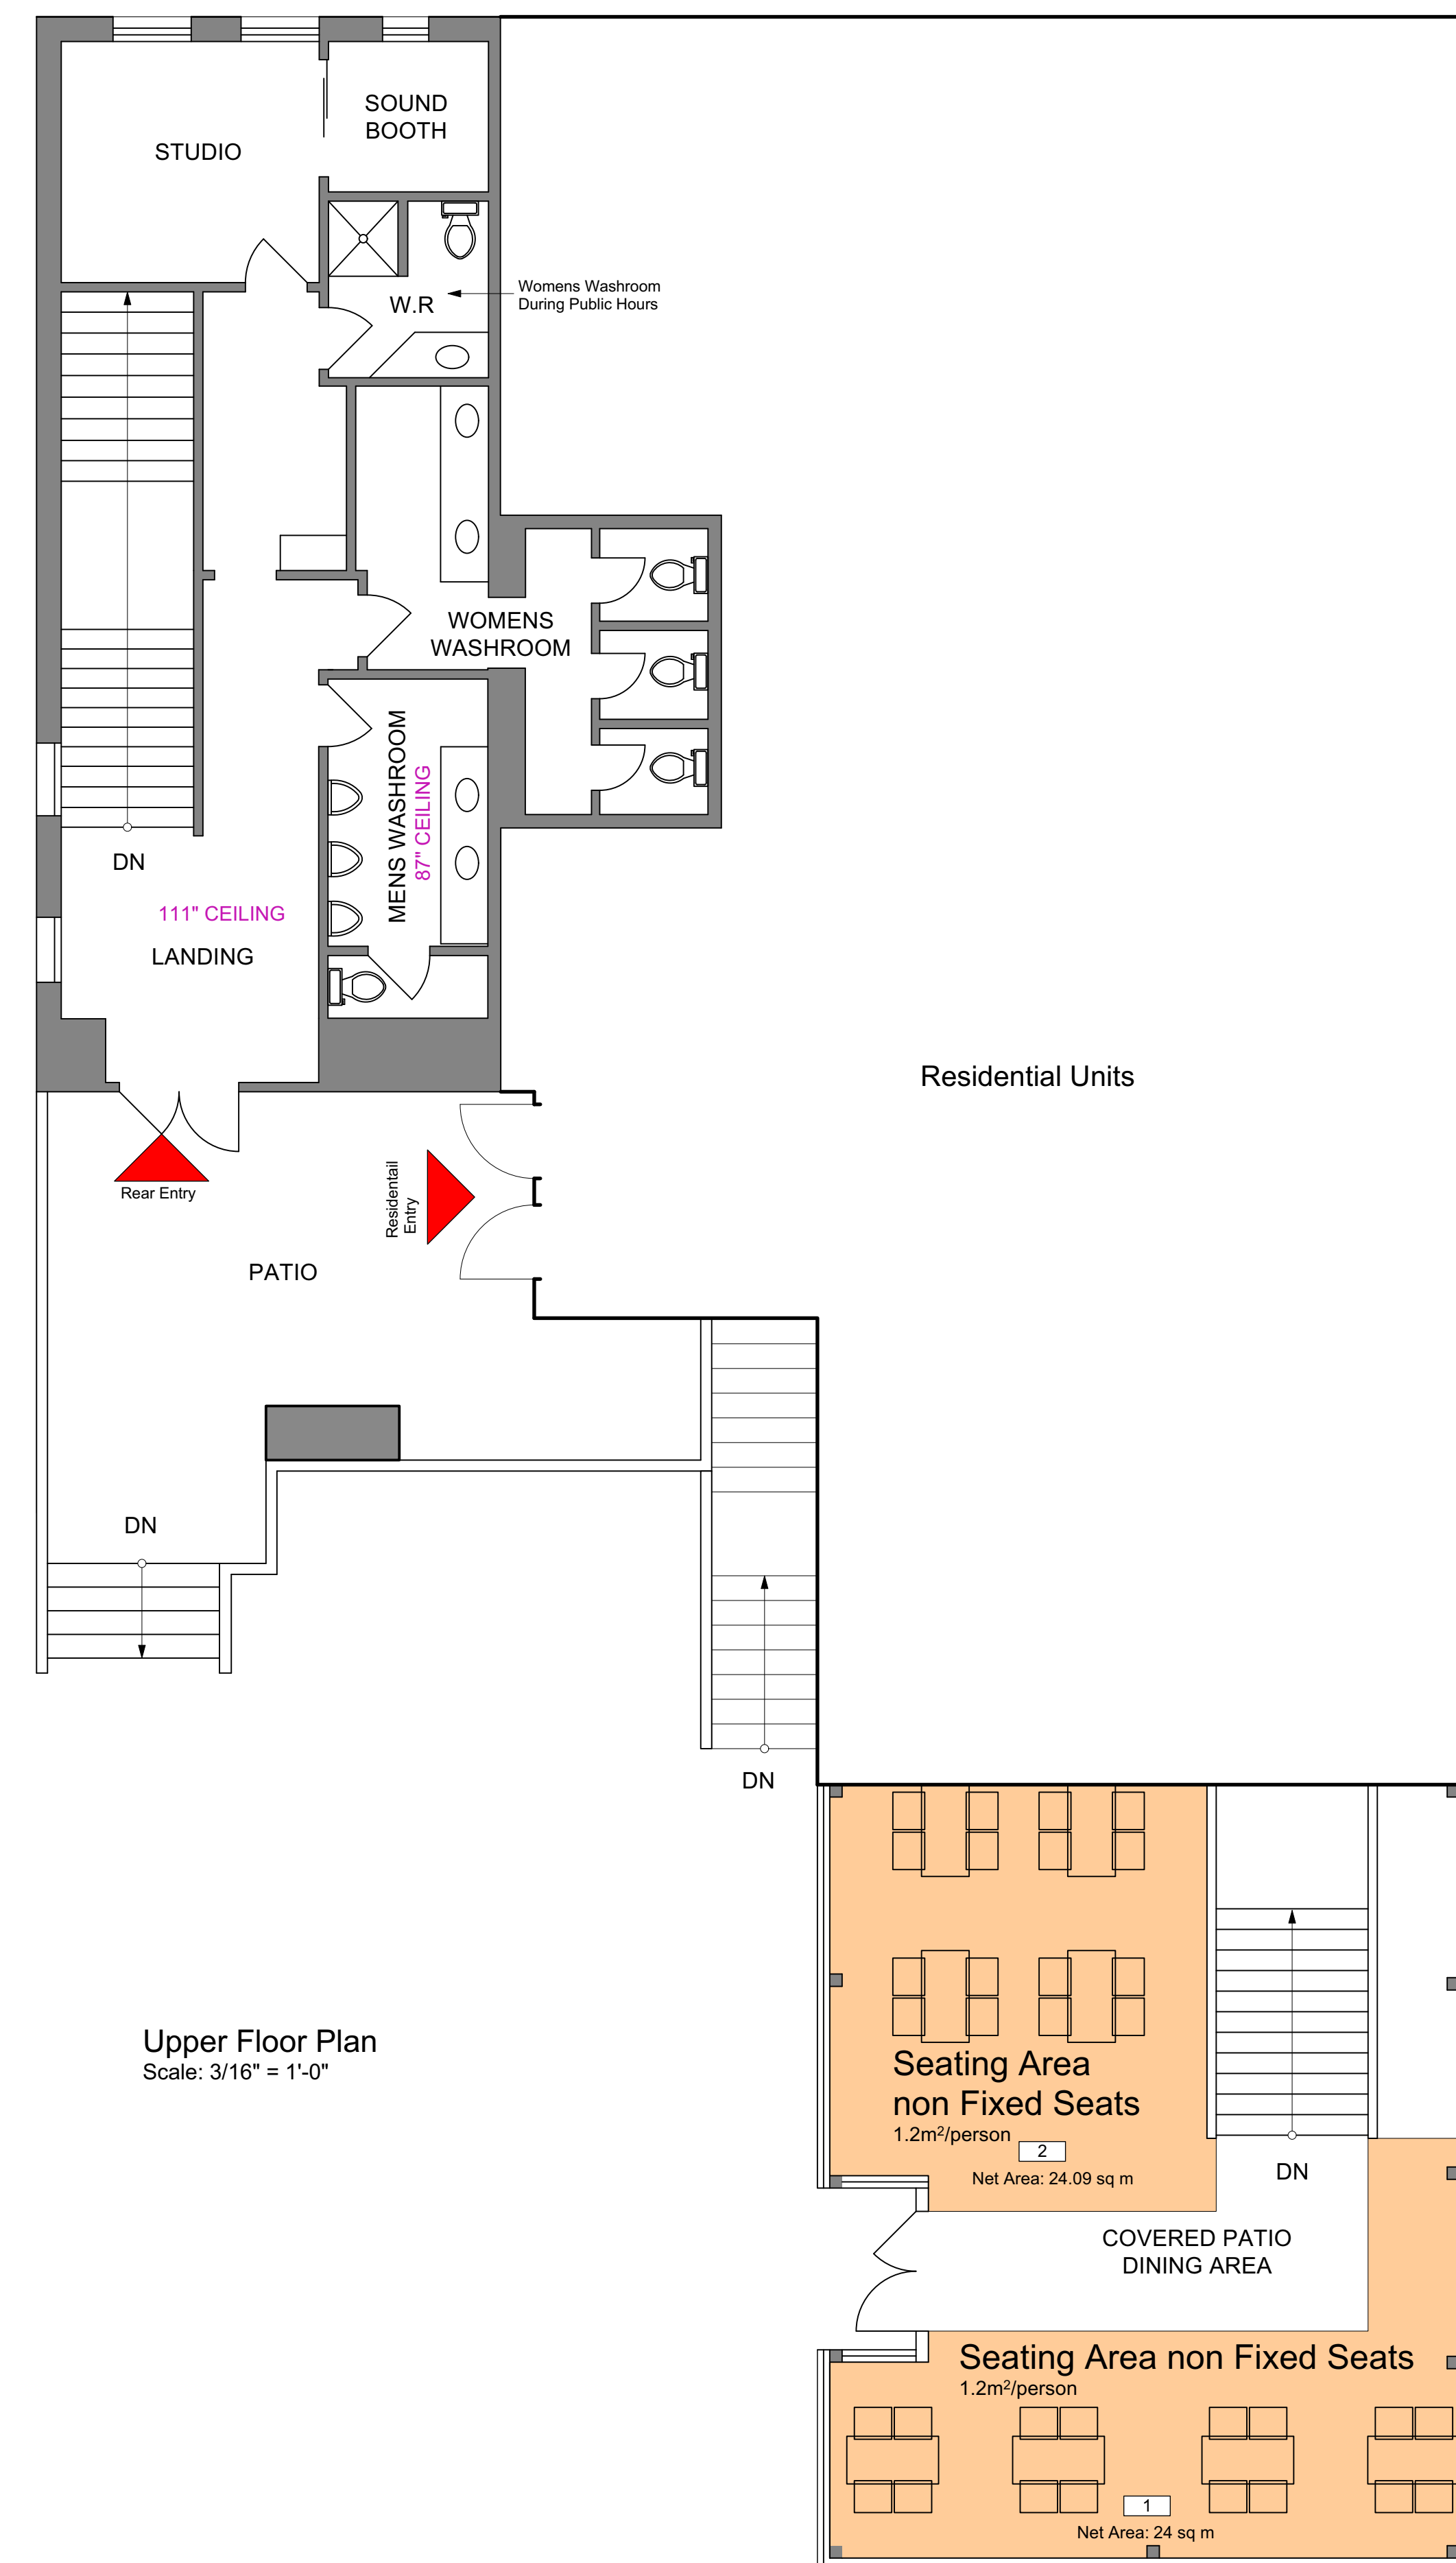 SOUND
BOOTH
STUDIO
Womens Washroom
During Public Hours
W.R
WOMENS
WASHROOM
MENS WASHROOM
87" CEILING
DN
111" CEILING
LANDING
Residential Units
Rear Entry
Residentail
Entry
PATIO
DN
DN
Upper Floor Plan
Scale: 3/16" = 1'-0"
Seating Area
non Fixed Seats
1.2m²/person
2
Net Area: 24.09 sq m
DN
COVERED PATIO
DINING AREA
Seating Area non Fixed Seats
1.2m²/person
1
Net Area: 24 sq m